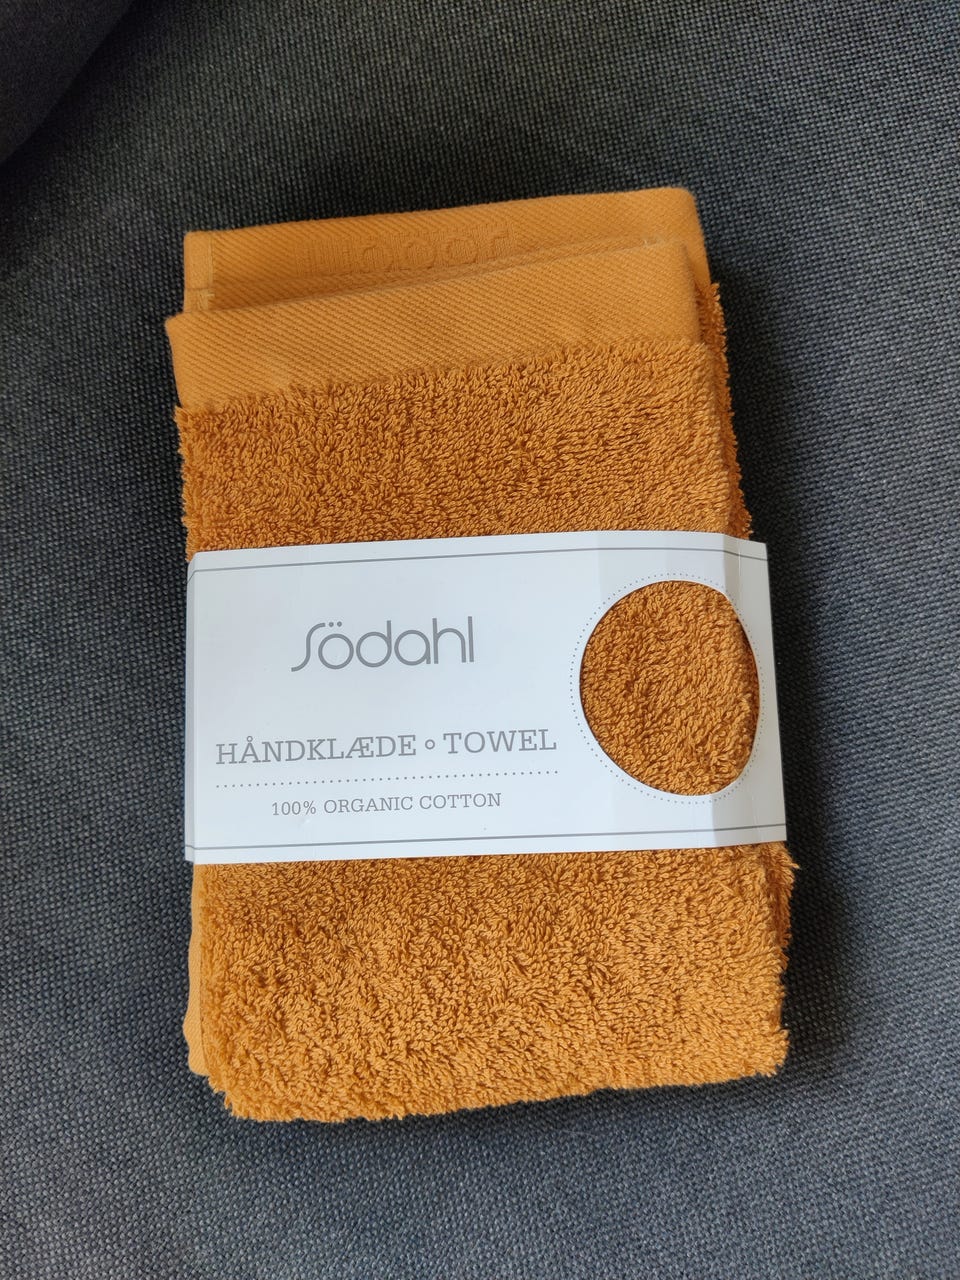 Södahl
HÅNDKLÆDE ∘ TOWEL
100% ORGANIC COTTON